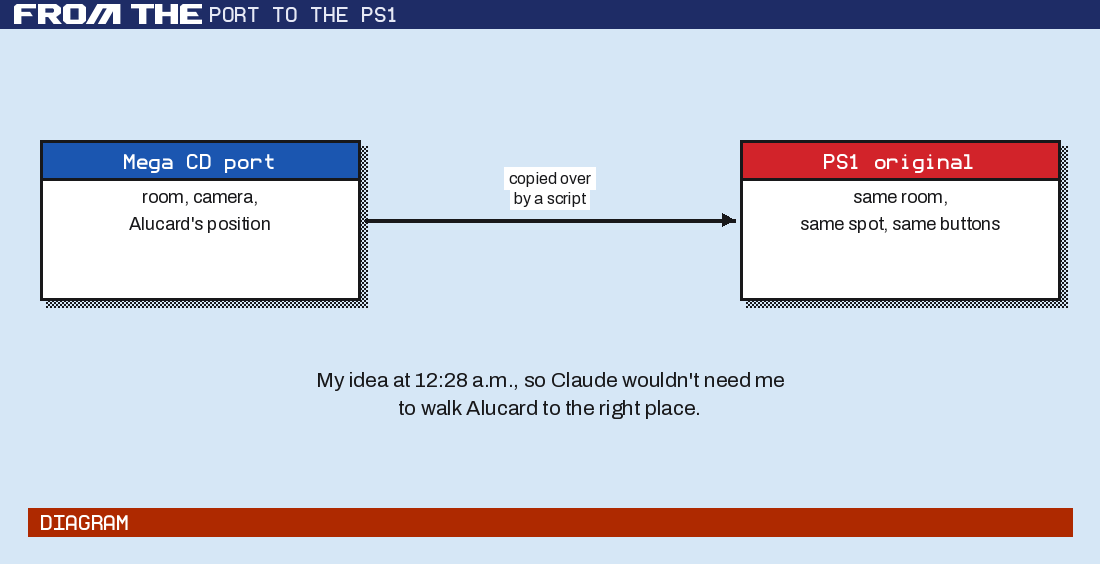 FROM THE PORT TO THE PS1
Mega CD port
room, camera,
Alucard's position
copied over
by a script
PS1 original
same room,
same spot, same buttons
My idea at 12:28 a.m., so Claude wouldn't need me
to walk Alucard to the right place.
DIAGRAM